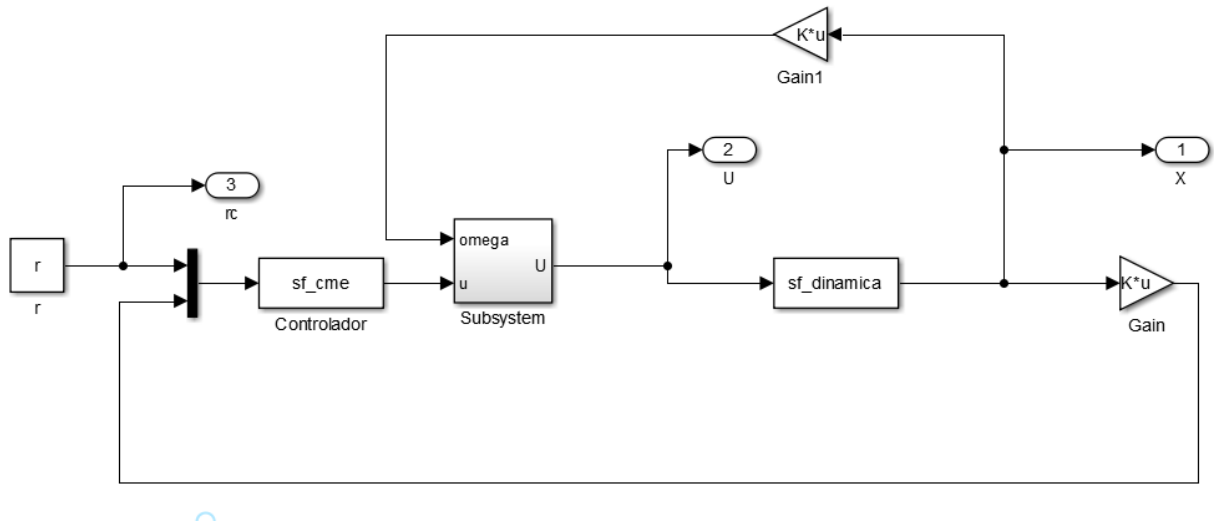 K*u
Gain1
2
U
1
X
3
rc
r
r
sf_cme
Controlador
omega
u
U
Subsystem
sf_dinamica
K*u
Gain